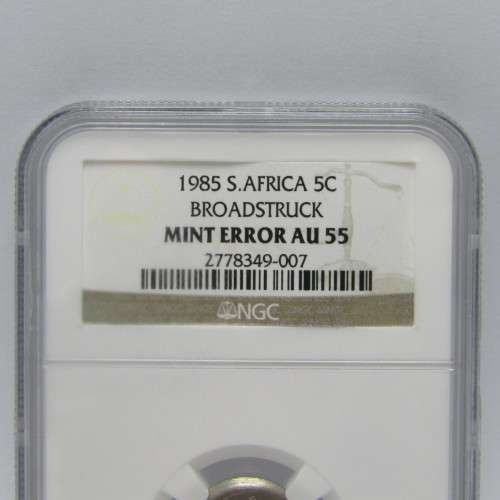 1985 S.AFRICA 5C
BROADSTRUCK
MINT ERROR AU 55
2778349-007
NGC